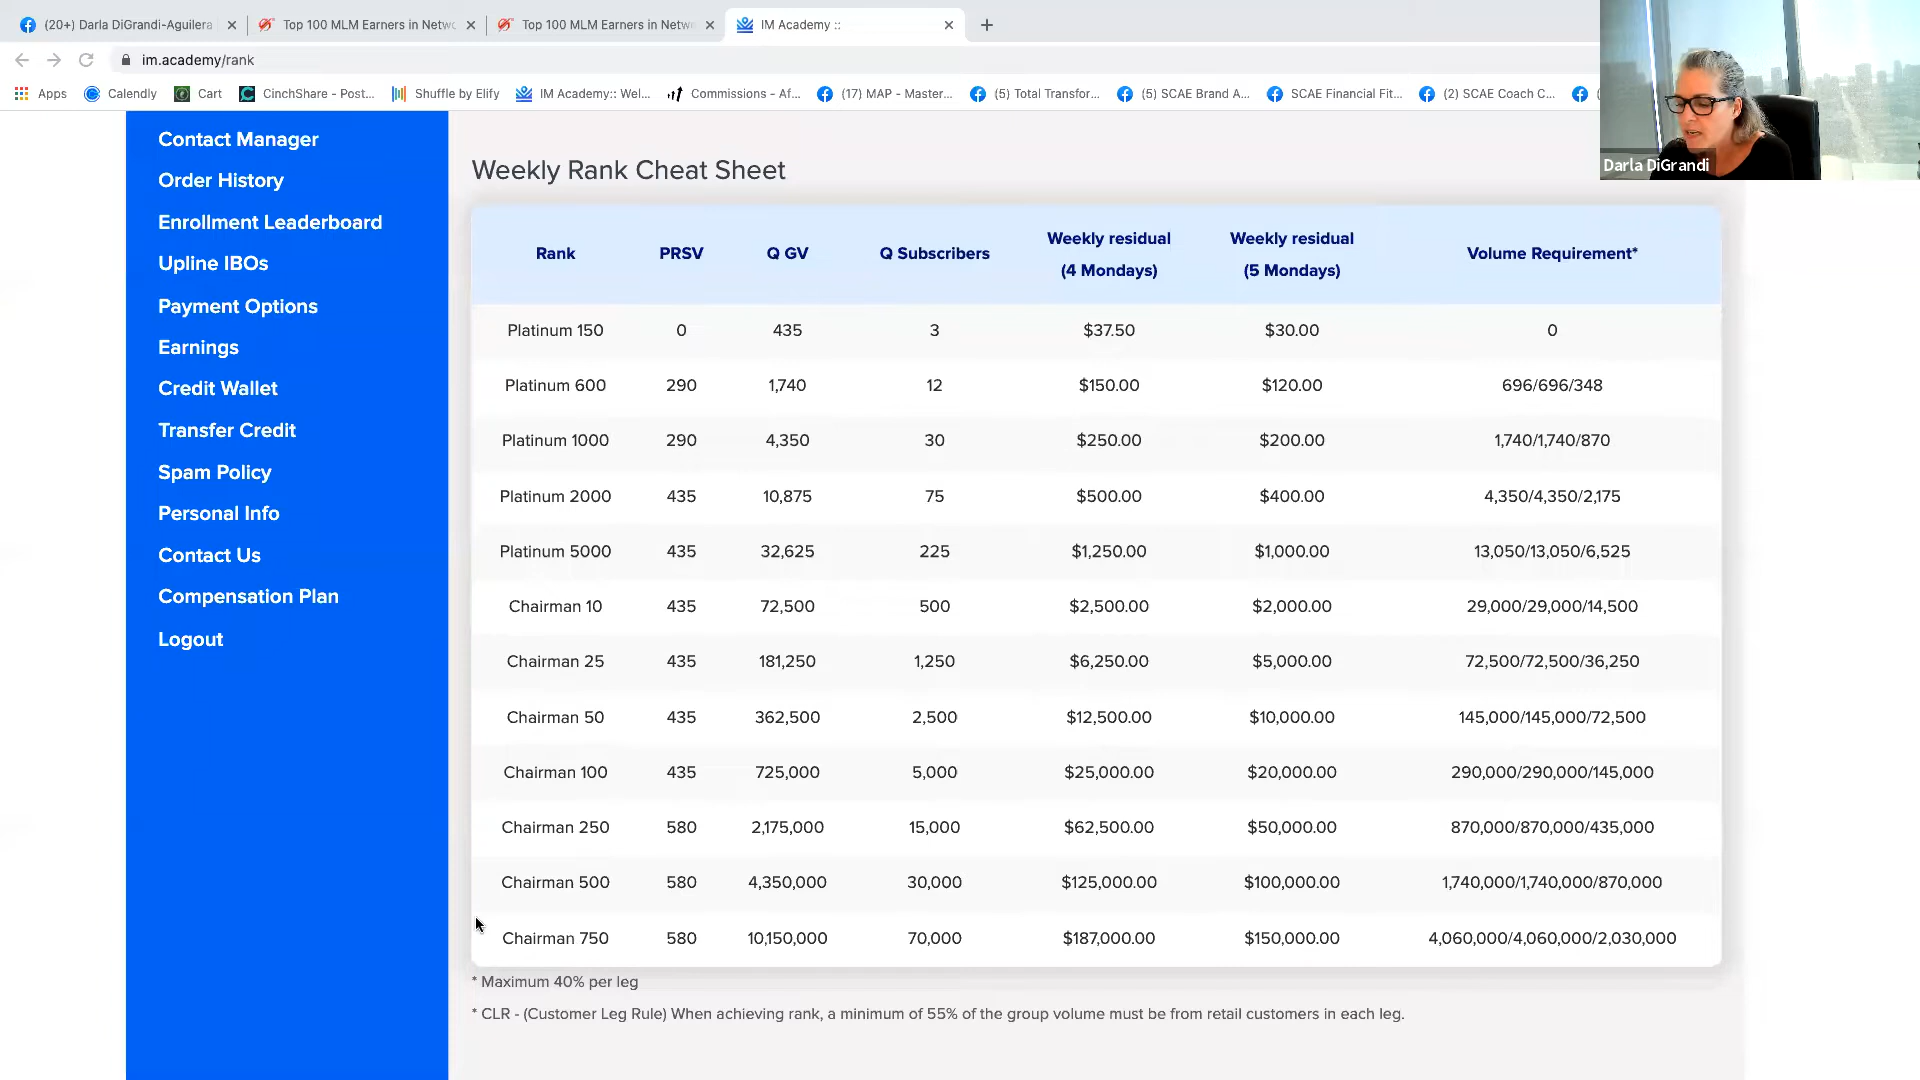 (20+) Darla DiGrandi-Aguilera
Top 100 MLM Earners in Netwo
Top 100 MLM Earners in Netwo
IM Academy ::
im.academy/rank
Apps Calendly Cart CinchShare - Post... Shuffle by Elify IM Academy:: Wel... Commissions - Af... (17) MAP - Master... (5) Total Transfor... (5) SCAE Brand A... SCAE Financial Fit... (2) SCAE Coach C...
Darla DiGrandi
Contact Manager
Order History
Enrollment Leaderboard
Upline IBOs
Payment Options
Earnings
Credit Wallet
Transfer Credit
Spam Policy
Personal Info
Contact Us
Compensation Plan
Logout
Weekly Rank Cheat Sheet
Rank PRSV Q GV Q Subscribers Weekly residual (4 Mondays) Weekly residual (5 Mondays) Volume Requirement*
Platinum 150 0 435 3 $37.50 $30.00 0
Platinum 600 290 1,740 12 $150.00 $120.00 696/696/348
Platinum 1000 290 4,350 30 $250.00 $200.00 1,740/1,740/870
Platinum 2000 435 10,875 75 $500.00 $400.00 4,350/4,350/2,175
Platinum 5000 435 32,625 225 $1,250.00 $1,000.00 13,050/13,050/6,525
Chairman 10 435 72,500 500 $2,500.00 $2,000.00 29,000/29,000/14,500
Chairman 25 435 181,250 1,250 $6,250.00 $5,000.00 72,500/72,500/36,250
Chairman 50 435 362,500 2,500 $12,500.00 $10,000.00 145,000/145,000/72,500
Chairman 100 435 725,000 5,000 $25,000.00 $20,000.00 290,000/290,000/145,000
Chairman 250 580 2,175,000 15,000 $62,500.00 $50,000.00 870,000/870,000/435,000
Chairman 500 580 4,350,000 30,000 $125,000.00 $100,000.00 1,740,000/1,740,000/870,000
Chairman 750 580 10,150,000 70,000 $187,000.00 $150,000.00 4,060,000/4,060,000/2,030,000
* Maximum 40% per leg
* CLR - (Customer Leg Rule) When achieving rank, a minimum of 55% of the group volume must be from retail customers in each leg.